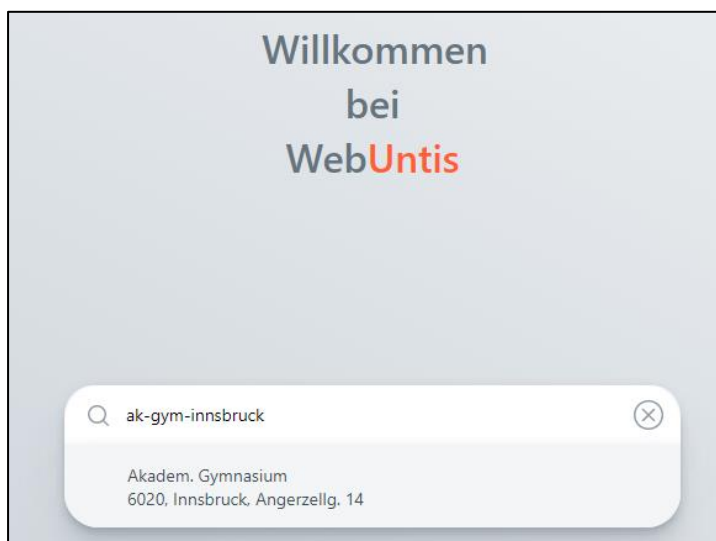 Willkommen
bei
WebUntis
ak-gym-innsbruck
Akadem. Gymnasium
6020, Innsbruck, Angerzellg. 14